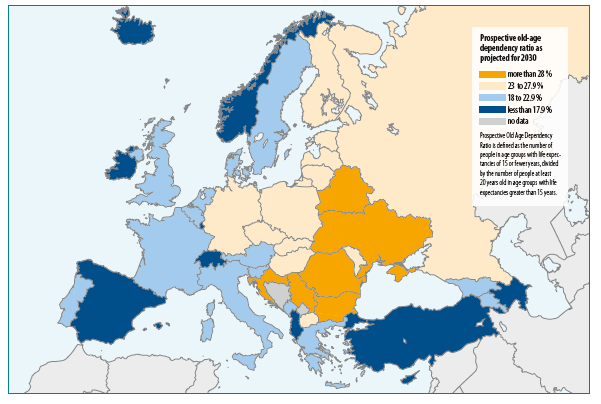 Prospective old-age
dependency ratio as
projected for 2030
more than 28 %
23 to 27.9 %
18 to 22.9 %
less than 17.9 %
no data
Prospective Old Age Dependency
Ratio is defined as the number of
people in age groups with life expec-
tancies of 15 or fewer years, divided
by the number of people at least
20 years old in age groups with life
expectancies greater than 15 years.